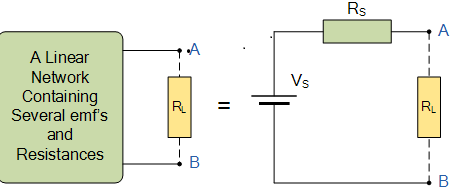 A Linear
Network
Containing
Several emf's
and
Resistances
A
RL
B
=
RS
VS
A
RL
B